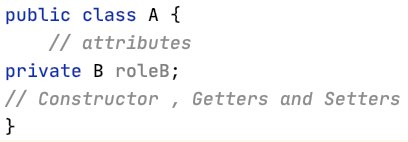 public class A {
// attributes
private B roleB;
// Constructor , Getters and Setters
}